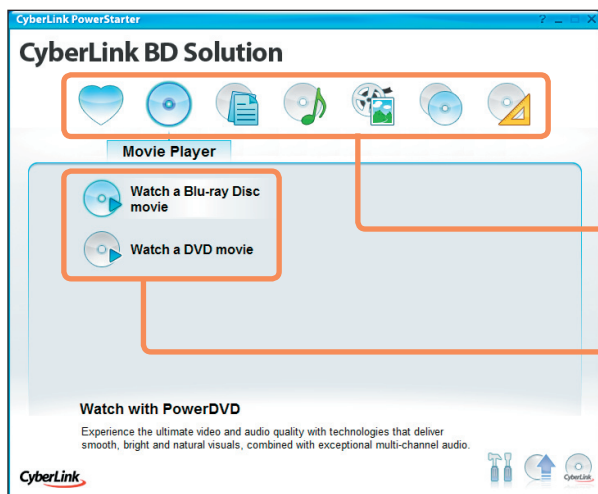 CyberLink PowerStarter
CyberLink BD Solution
Movie Player
Watch a Blu-ray Disc
movie
Watch a DVD movie
Watch with PowerDVD
Experience the ultimate video and audio quality with technologies that deliver
smooth, bright and natural visuals, combined with exceptional multi-channel audio.
CyberLink
CyberLink